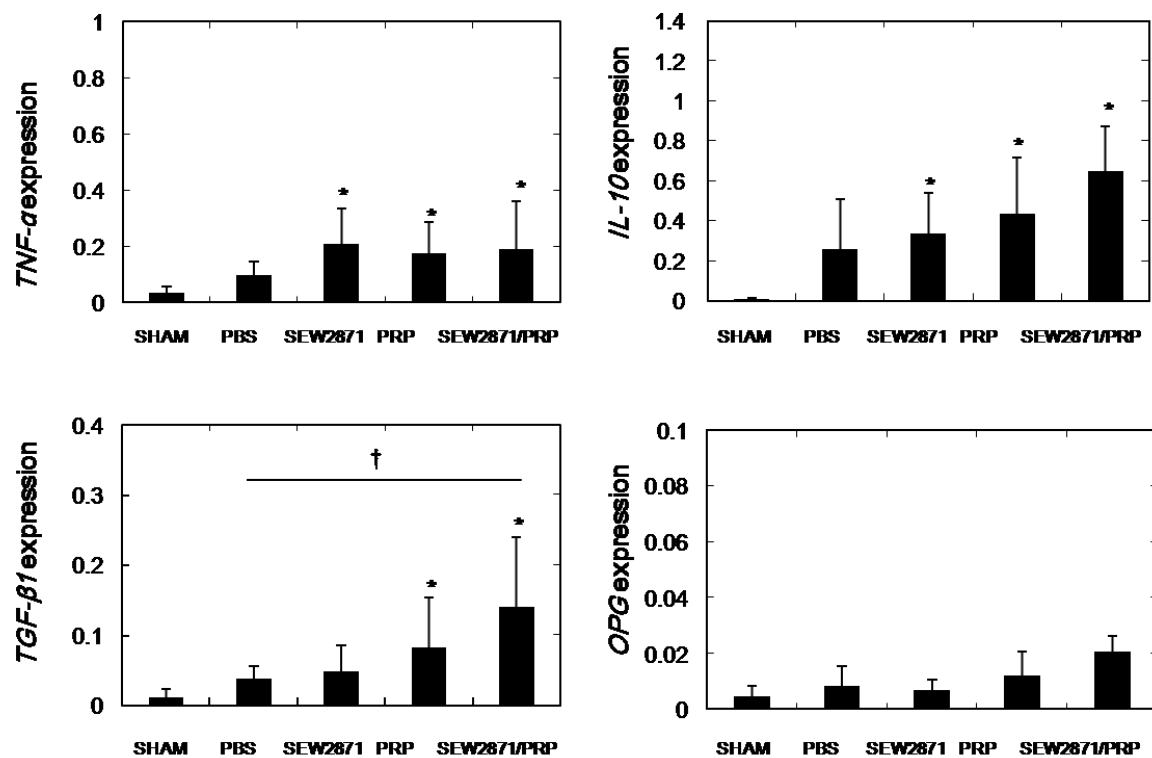 TNF-α expression
1
0.8
0.6
0.4
0.2
0
* * *
SHAM PBS SEW2871 PRP SEW2871/PRP
IL-10 expression
1.4
1.2
1
0.8
0.6
0.4
0.2
0
* * *
SHAM PBS SEW2871 PRP SEW2871/PRP
TGF-β1 expression
0.4
0.3
0.2
0.1
0
†
* *
SHAM PBS SEW2871 PRP SEW2871/PRP
OPG expression
0.1
0.08
0.06
0.04
0.02
0
SHAM PBS SEW2871 PRP SEW2871/PRP